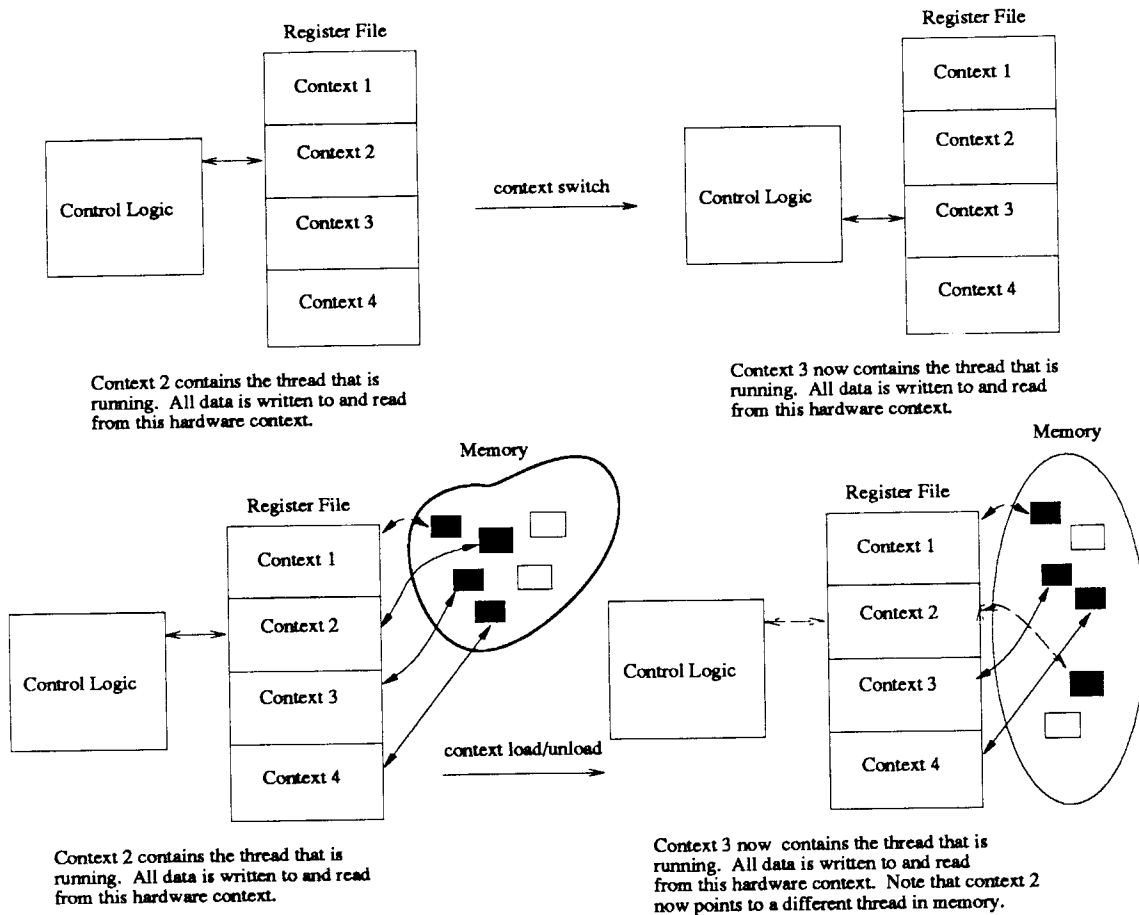 Register File
Context 1
Context 2
Context 3
Context 4
Control Logic
context switch
Register File
Context 1
Context 2
Context 3
Context 4
Control Logic
Context 2 contains the thread that is
running. All data is written to and read
from this hardware context.
Context 3 now contains the thread that is
running. All data is written to and read
from this hardware context.
Memory
Register File
Context 1
Context 2
Context 3
Context 4
Control Logic
context load/unload
Memory
Register File
Context 1
Context 2
Context 3
Context 4
Control Logic
Context 2 contains the thread that is
running. All data is written to and read
from this hardware context.
Context 3 now contains the thread that is
running. All data is written to and read
from this hardware context. Note that context 2
now points to a different thread in memory.